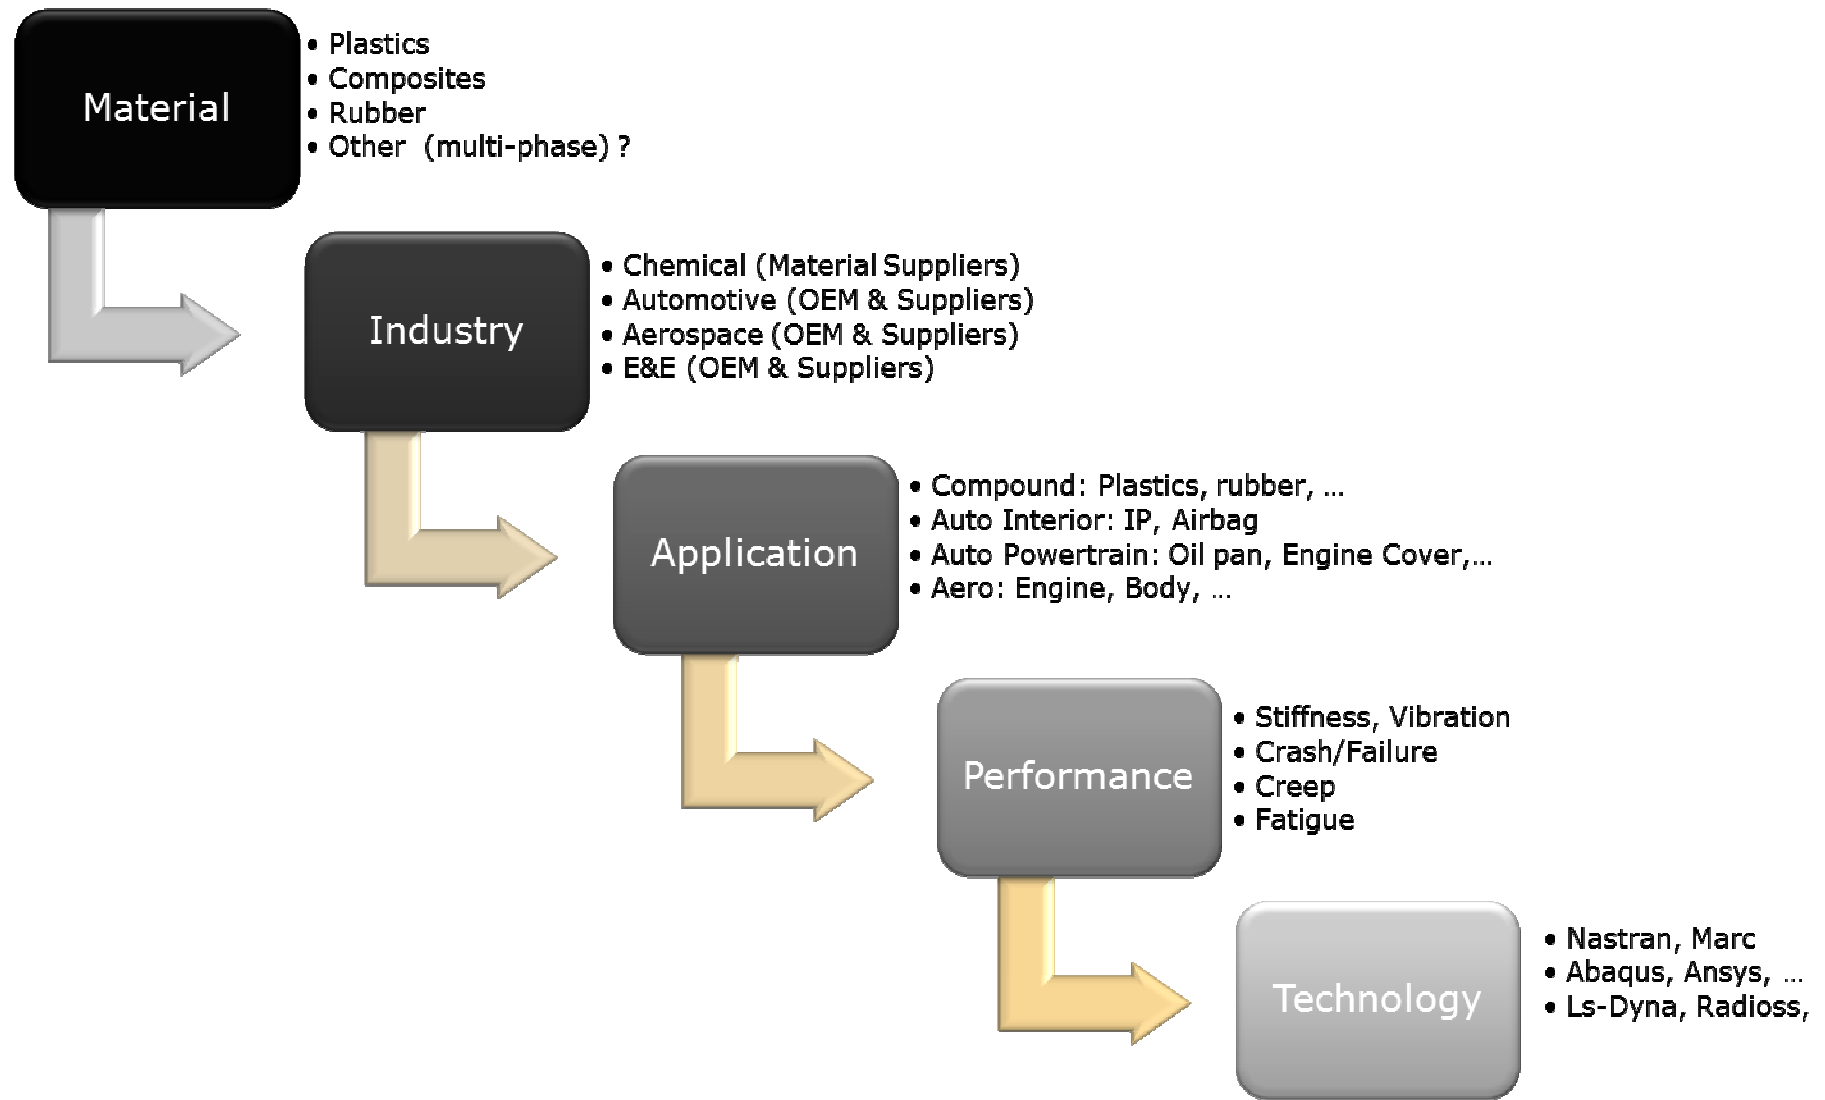 Material
• Plastics
• Composites
• Rubber
• Other (multi-phase) ?
Industry
• Chemical (Material Suppliers)
• Automotive (OEM & Suppliers)
• Aerospace (OEM & Suppliers)
• E&E (OEM & Suppliers)
Application
• Compound: Plastics, rubber, ...
• Auto Interior: IP, Airbag
• Auto Powertrain: Oil pan, Engine Cover,...
• Aero: Engine, Body, ...
Performance
• Stiffness, Vibration
• Crash/Failure
• Creep
• Fatigue
Technology
• Nastran, Marc
• Abaqus, Ansys, ...
• Ls-Dyna, Radioss,